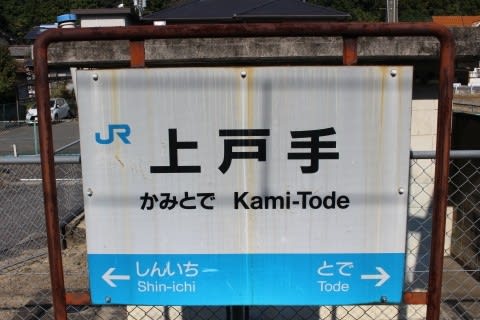 JR
上戸手
かみとで Kami-Tode
← しんいち とで →
Shin-ichi Tode